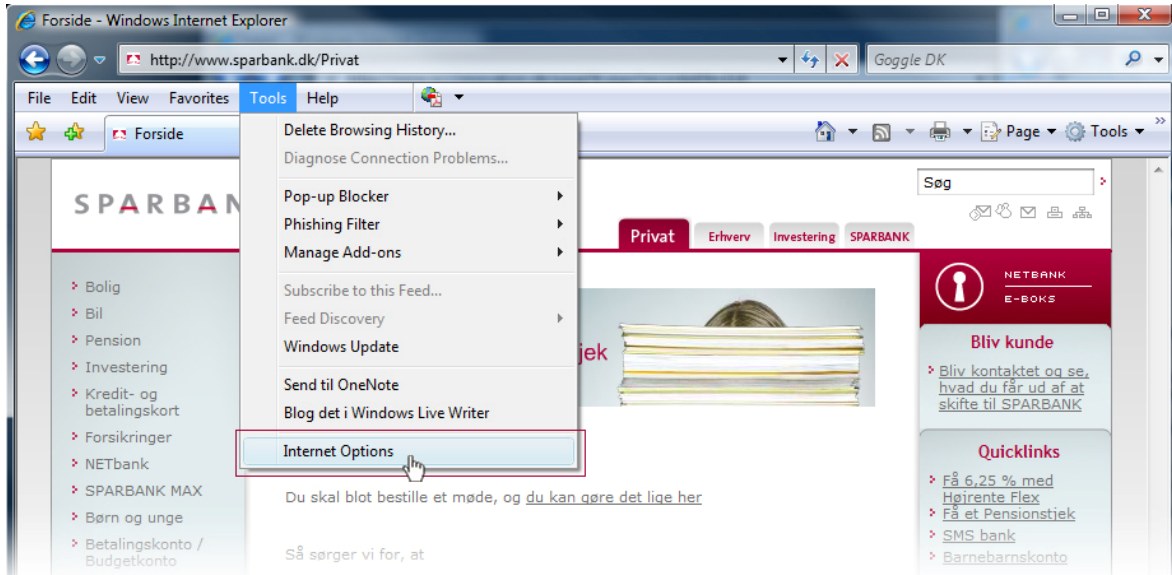 Forside - Windows Internet Explorer
http://www.sparbank.dk/Privat
Goggle DK
File Edit View Favorites Tools Help
Forside
Page Tools
Delete Browsing History...
Diagnose Connection Problems...
Pop-up Blocker
Phishing Filter
Manage Add-ons
Subscribe to this Feed...
Feed Discovery
Windows Update
Send til OneNote
Blog det i Windows Live Writer
Internet Options
SPARBAN
Søg
Privat Erhverv Investering SPARBANK
Bolig
Bil
Pension
Investering
Kredit- og
betalingskort
Forsikringer
NETbank
SPARBANK MAX
Børn og unge
Betalingskonto /
Budgetkonto
jek
Du skal blot bestille et møde, og du kan gøre det lige her
Så sørger vi for, at
NETBANK
E-BOKS
Bliv kunde
Bliv kontaktet og se,
hvad du får ud af at
skifte til SPARBANK
Quicklinks
Få 6,25 % med
Højrente Flex
Få et Pensionstjek
SMS bank
Barnebarnskonto